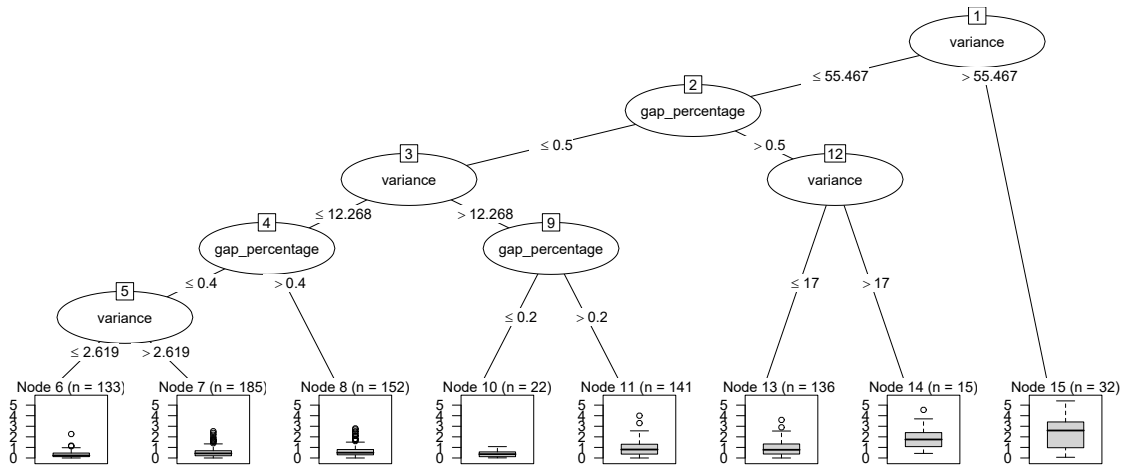 1
variance
≤ 55.467
> 55.467
2
gap_percentage
≤ 0.5
> 0.5
3
variance
12
variance
≤ 12.268
> 12.268
4
gap_percentage
9
gap_percentage
≤ 0.4
> 0.4
≤ 17
> 17
5
variance
≤ 0.2
> 0.2
≤ 2.619
> 2.619
Node 6 (n = 133)
Node 7 (n = 185)
Node 8 (n = 152)
Node 10 (n = 22)
Node 11 (n = 141
Node 13 (n = 136
Node 14 (n = 15)
Node 15 (n = 32)
5 5 5 5 5 5 5 5
4 4 4 4 4 4 4 4
3 3 3 3 3 3 3 3
2 2 2 2 2 2 2 2
1 1 1 1 1 1 1 1
0 0 0 0 0 0 0 0